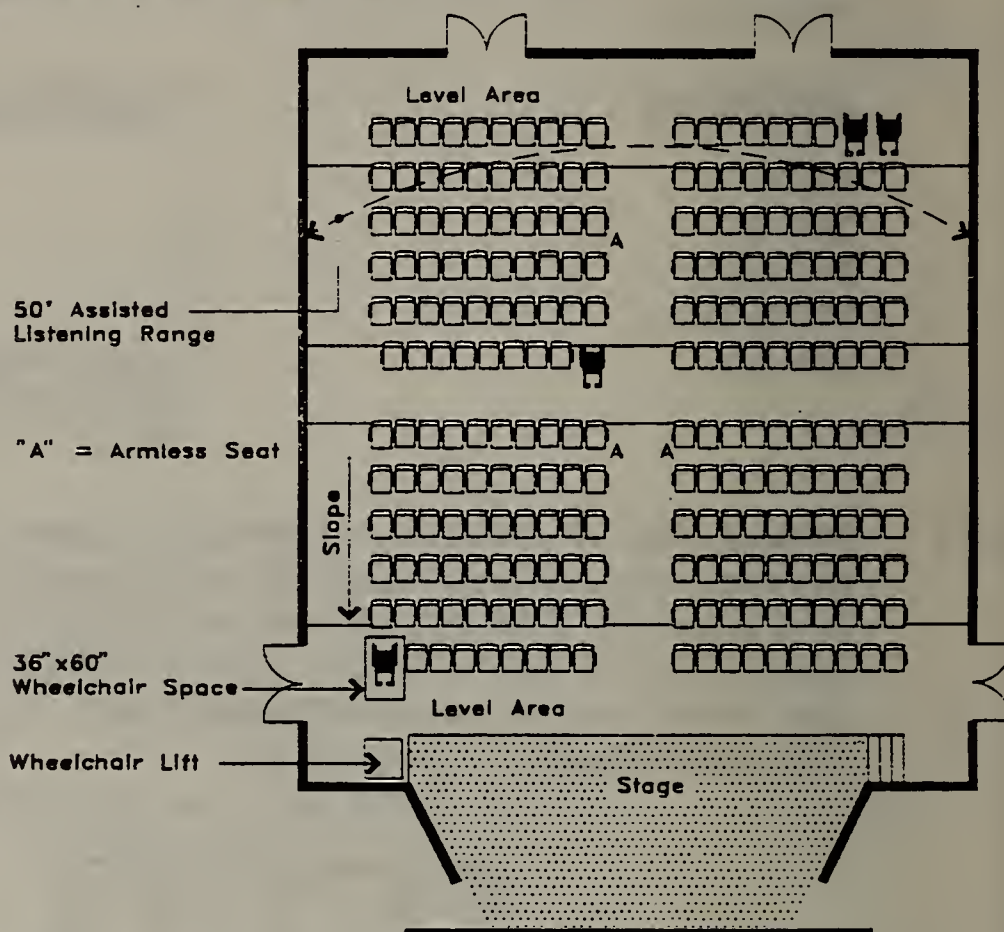 Level Area
A
50' Assisted
Listening Range
"A" = Armless Seat
A
A
Slope
36"x60"
Wheelchair Space
Level Area
Wheelchair Lift
Stage